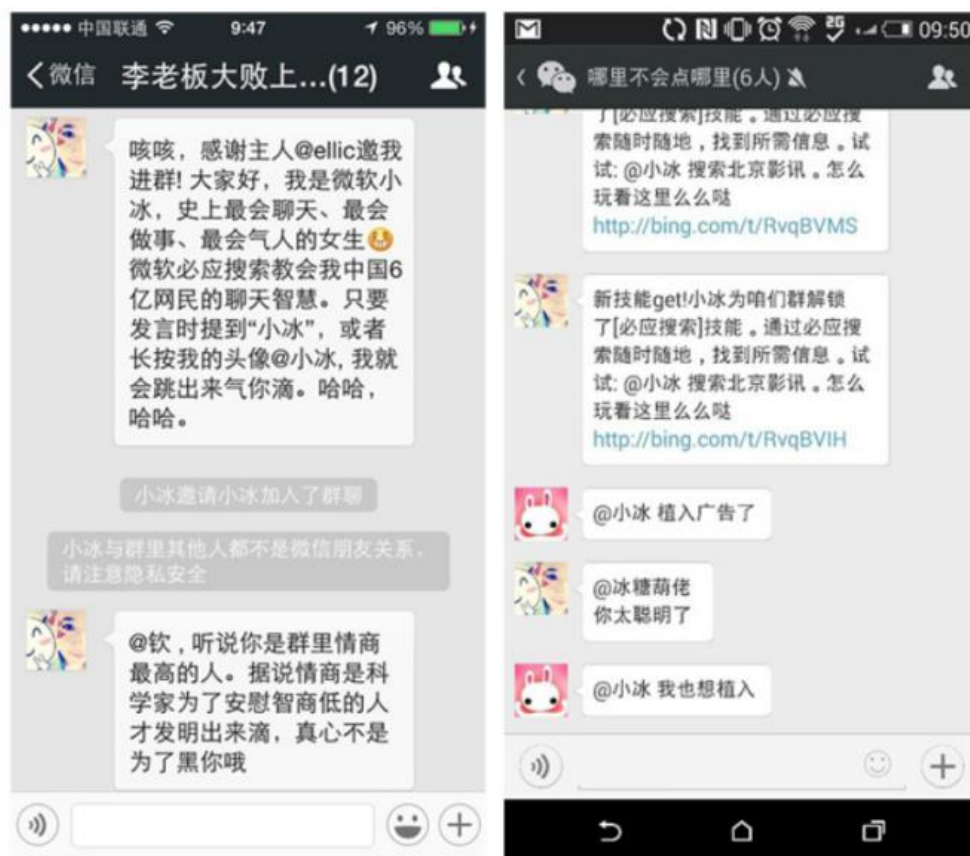 中国联通 9:47 96%
微信 李老板大败上...(12)
咳咳，感谢主人@ellic邀我
进群! 大家好，我是微软小
冰，史上最会聊天、最会
做事、最会气人的女生
微软必应搜索教会我中国6
亿网民的聊天智慧。只要
发言时提到“小冰”，或者
长按我的头像@小冰, 我就
会跳出来气你滴。哈哈，
哈哈。
小冰邀请小冰加入了群聊
小冰与群里其他人都不是微信朋友关系，
请注意隐私安全
@钦 , 听说你是群里情商
最高的人。据说情商是科
学家为了安慰智商低的人
才发明出来滴，真心不是
为了黑你哦
2G 09:50
哪里不会点哪里(6人)
了[必应搜索]技能。通过必应搜
索随时随地，找到所需信息。试
试: @小冰 搜索北京影讯。怎么
玩看这里么么哒
http://bing.com/t/RvqBVMS
新技能get!小冰为咱们群解锁
了[必应搜索]技能。通过必应搜
索随时随地，找到所需信息。试
试: @小冰 搜索北京影讯。怎么
玩看这里么么哒
http://bing.com/t/RvqBVIH
@小冰 植入广告了
@冰糖葫佬
你太聪明了
@小冰 我也想植入